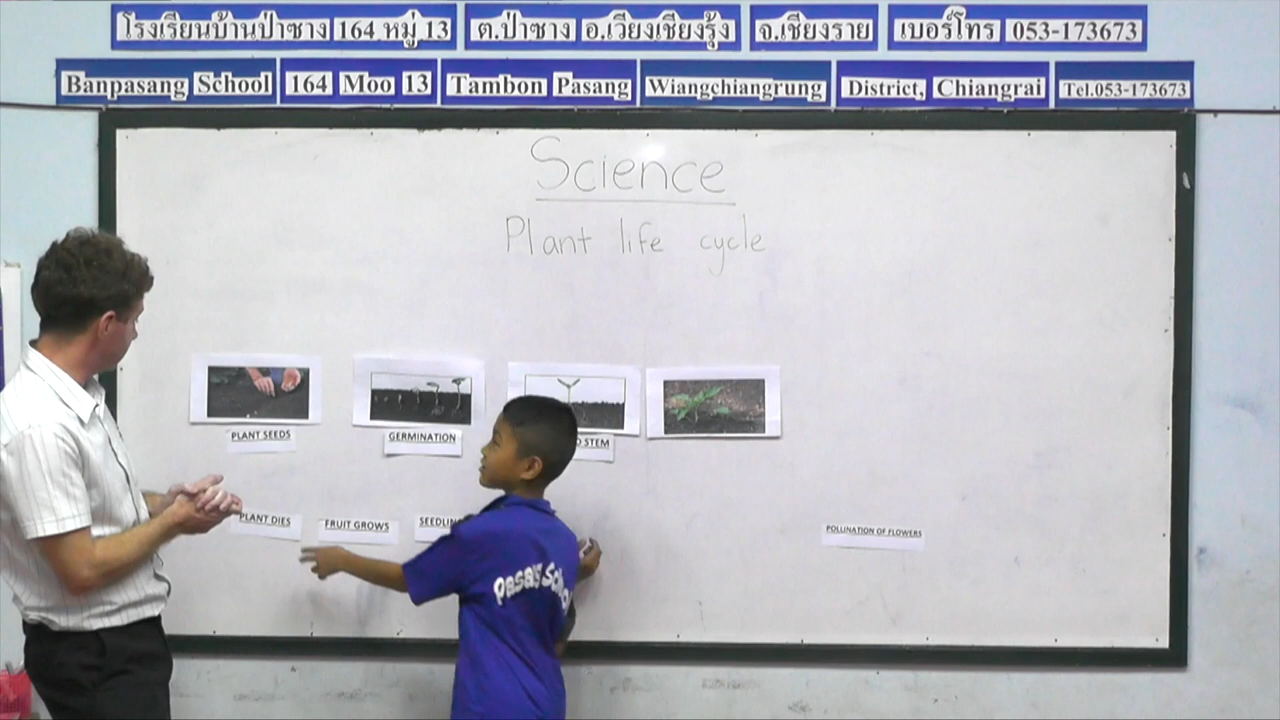 โรงเรียนบ้านป่าซาง 164 หมู่ 13 ต.ป่าซาง อ.เวียงเชียงรุ้ง จ.เชียงราย เบอร์โทร 053-173673
Banpasang School 164 Moo 13 Tambon Pasang Wiangchiangrung District, Chiangrai Tel.053-173673
Science
Plant life cycle
PLANT SEEDS
GERMINATION
STEM
PLANT DIES
FRUIT GROWS
POLLINATION OF FLOWERS
Pasang School